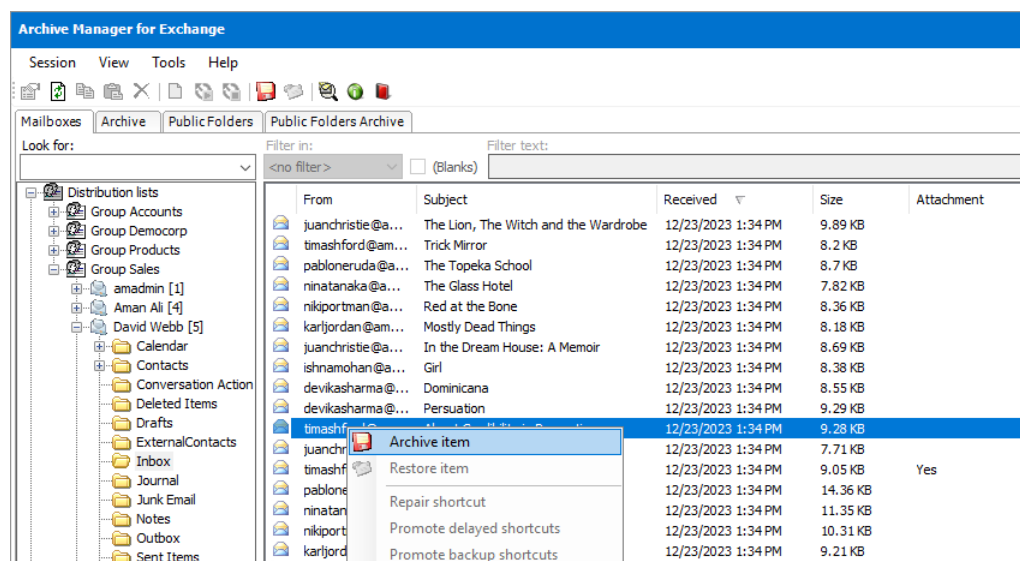 Archive Manager for Exchange
Session View Tools Help
Mailboxes Archive Public Folders Public Folders Archive
Look for: Filter in: Filter text:
<no filter> (Blanks)
Distribution lists
Group Accounts
Group Democorp
Group Products
Group Sales
amadmin [1]
Aman Ali [4]
David Webb [5]
Calendar
Contacts
Conversation Action
Deleted Items
Drafts
ExternalContacts
Inbox
Journal
Junk Email
Notes
Outbox
Sent Items
From Subject Received Size Attachment
juanchristie@a... The Lion, The Witch and the Wardrobe 12/23/2023 1:34 PM 9.89 KB
timashford@am... Trick Mirror 12/23/2023 1:34 PM 8.2 KB
pabloneruda@a... The Topeka School 12/23/2023 1:34 PM 8.7 KB
ninatanaka@a... The Glass Hotel 12/23/2023 1:34 PM 7.82 KB
nikiportman@a... Red at the Bone 12/23/2023 1:34 PM 8.36 KB
karljordan@am... Mostly Dead Things 12/23/2023 1:34 PM 8.18 KB
juanchristie@a... In the Dream House: A Memoir 12/23/2023 1:34 PM 8.69 KB
ishnamohan@a... Girl 12/23/2023 1:34 PM 8.38 KB
devikasharma@... Dominicana 12/23/2023 1:34 PM 8.55 KB
devikasharma@... Persuation 12/23/2023 1:34 PM 9.29 KB
12/23/2023 1:34 PM 9.28 KB
juanchr 12/23/2023 1:34 PM 7.71 KB
timashf 12/23/2023 1:34 PM 9.05 KB Yes
pablone 12/23/2023 1:34 PM 14.36 KB
ninatan 12/23/2023 1:34 PM 11.35 KB
nikiport 12/23/2023 1:34 PM 10.31 KB
karljord 12/23/2023 1:34 PM 9.21 KB
Archive item
Restore item
Repair shortcut
Promote delayed shortcuts
Promote backup shortcuts